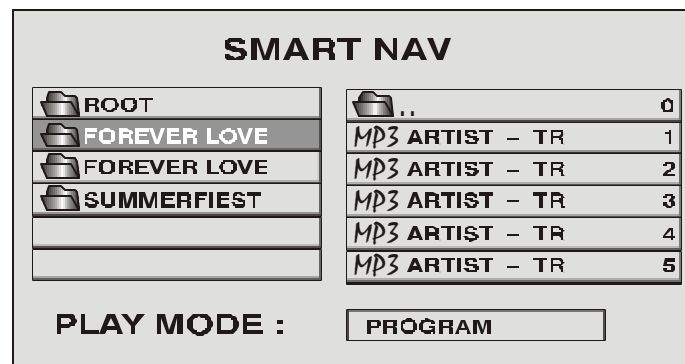 SMART NAV
ROOT
FOREVER LOVE
FOREVER LOVE
SUMMERFIEST
.. 0
MP3 ARTIST – TR 1
MP3 ARTIST – TR 2
MP3 ARTIST – TR 3
MP3 ARTIST – TR 4
MP3 ARTIST – TR 5
PLAY MODE : PROGRAM